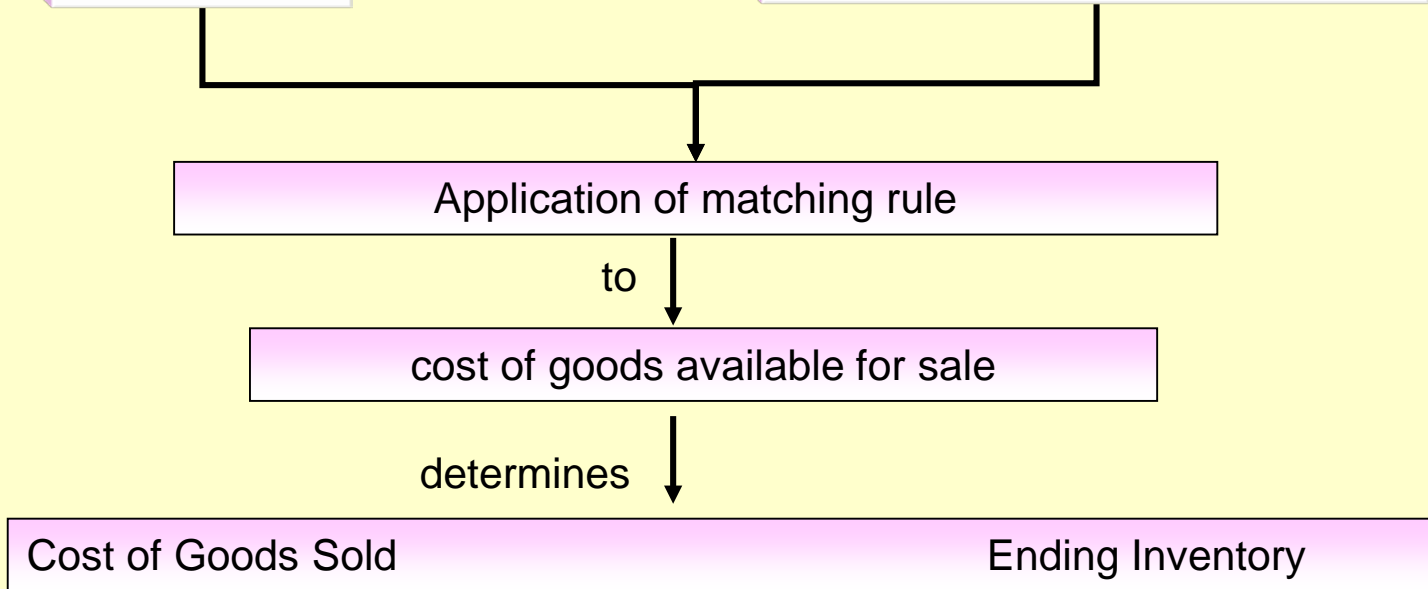 Application of matching rule
to
cost of goods available for sale
determines
Cost of Goods Sold Ending Inventory